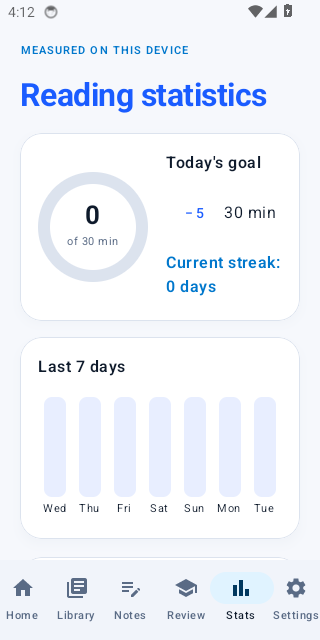 4:12
MEASURED ON THIS DEVICE
Reading statistics
0
of 30 min
Today's goal
− 5 30 min
Current streak:
0 days
Last 7 days
Wed Thu Fri Sat Sun Mon Tue
Home Library Notes Review Stats Settings